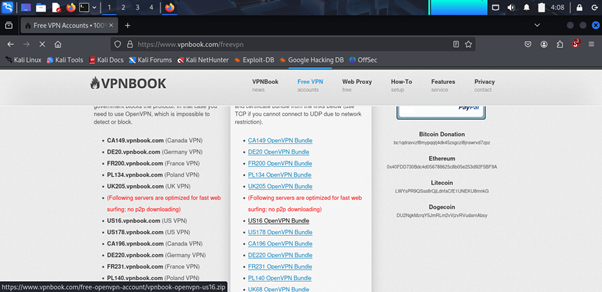 1 2 3 4
4:08
Free VPN Accounts • 100%
https://www.vpnbook.com/freevpn
Kali Linux Kali Tools Kali Docs Kali Forums Kali NetHunter Exploit-DB Google Hacking DB OffSec
VPNBOOK
VPNBook Free VPN Web Proxy How-To Features Privacy
news accounts free setup service contact
government blocks the protocol. In that case you
need to use OpenVPN, which is impossible to
detect or block.
CA149.vpnbook.com (Canada VPN)
DE20.vpnbook.com (Germany VPN)
FR200.vpnbook.com (France VPN)
PL134.vpnbook.com (Poland VPN)
UK205.vpnbook.com (UK VPN)
(Following servers are optimized for fast web
surfing; no p2p downloading)
US16.vpnbook.com (US VPN)
US178.vpnbook.com (US VPN)
CA196.vpnbook.com (Canada VPN)
DE220.vpnbook.com (Germany VPN)
FR231.vpnbook.com (France VPN)
PL140.vpnbook.com (Poland VPN)
and certificate bundle from the links below (use
TCP if you cannot connect to UDP due to network
restriction).
CA149 OpenVPN Bundle
DE20 OpenVPN Bundle
FR200 OpenVPN Bundle
PL134 OpenVPN Bundle
UK205 OpenVPN Bundle
(Following servers are optimized for fast web
surfing; no p2p downloading)
US16 OpenVPN Bundle
US178 OpenVPN Bundle
CA196 OpenVPN Bundle
DE220 OpenVPN Bundle
FR231 OpenVPN Bundle
PL140 OpenVPN Bundle
UK68 OpenVPN Bundle
PayPal
Bitcoin Donation
Ethereum
Litecoin
Dogecoin
https://www.vpnbook.com/free-openvpn-account/vpnbook-openvpn-us16.zip